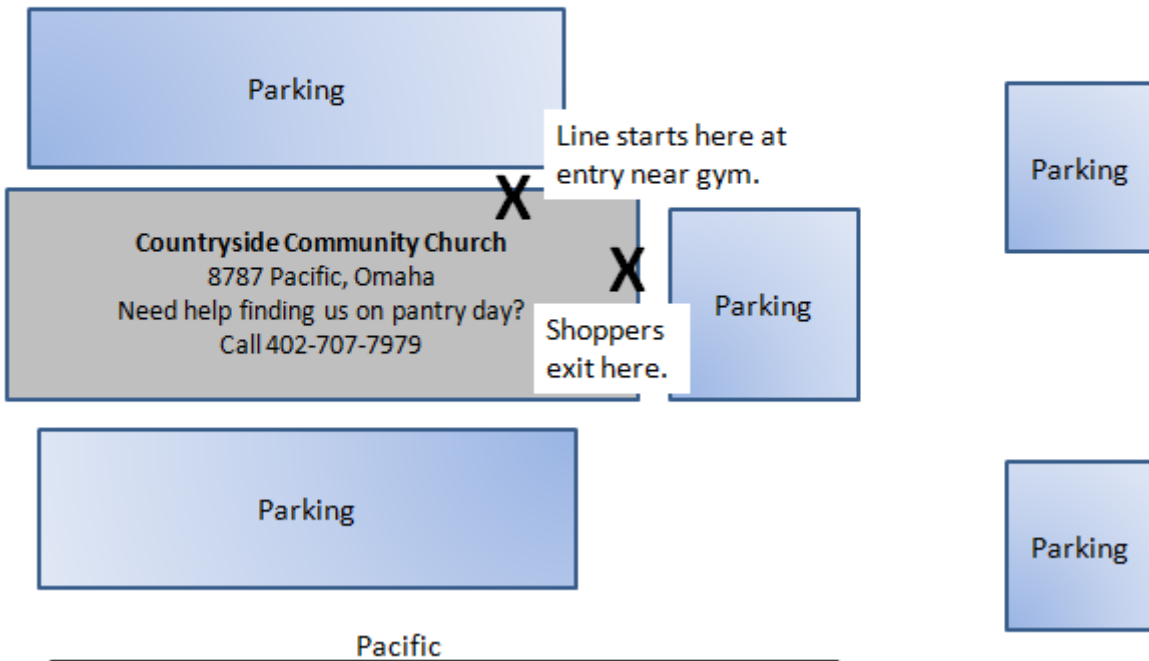 Parking
Line starts here at
entry near gym.
Parking
X
Countryside Community Church
8787 Pacific, Omaha
Need help finding us on pantry day?
Call 402-707-7979
X
Parking
Shoppers
exit here.
Parking
Parking
Pacific